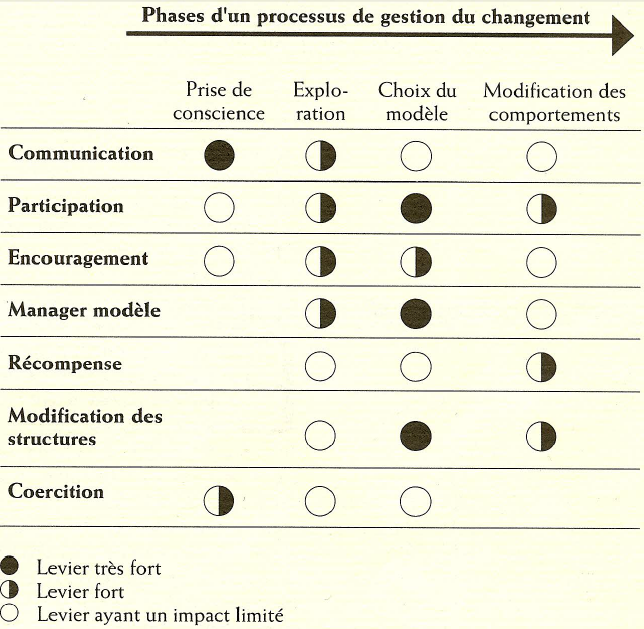 Phases d'un processus de gestion du changement
Prise de conscience
Explo-
ration
Choix du modèle
Modification des comportements
Communication
Participation
Encouragement
Manager modèle
Récompense
Modification des
structures
Coercition
Levier très fort
Levier fort
Levier ayant un impact limité